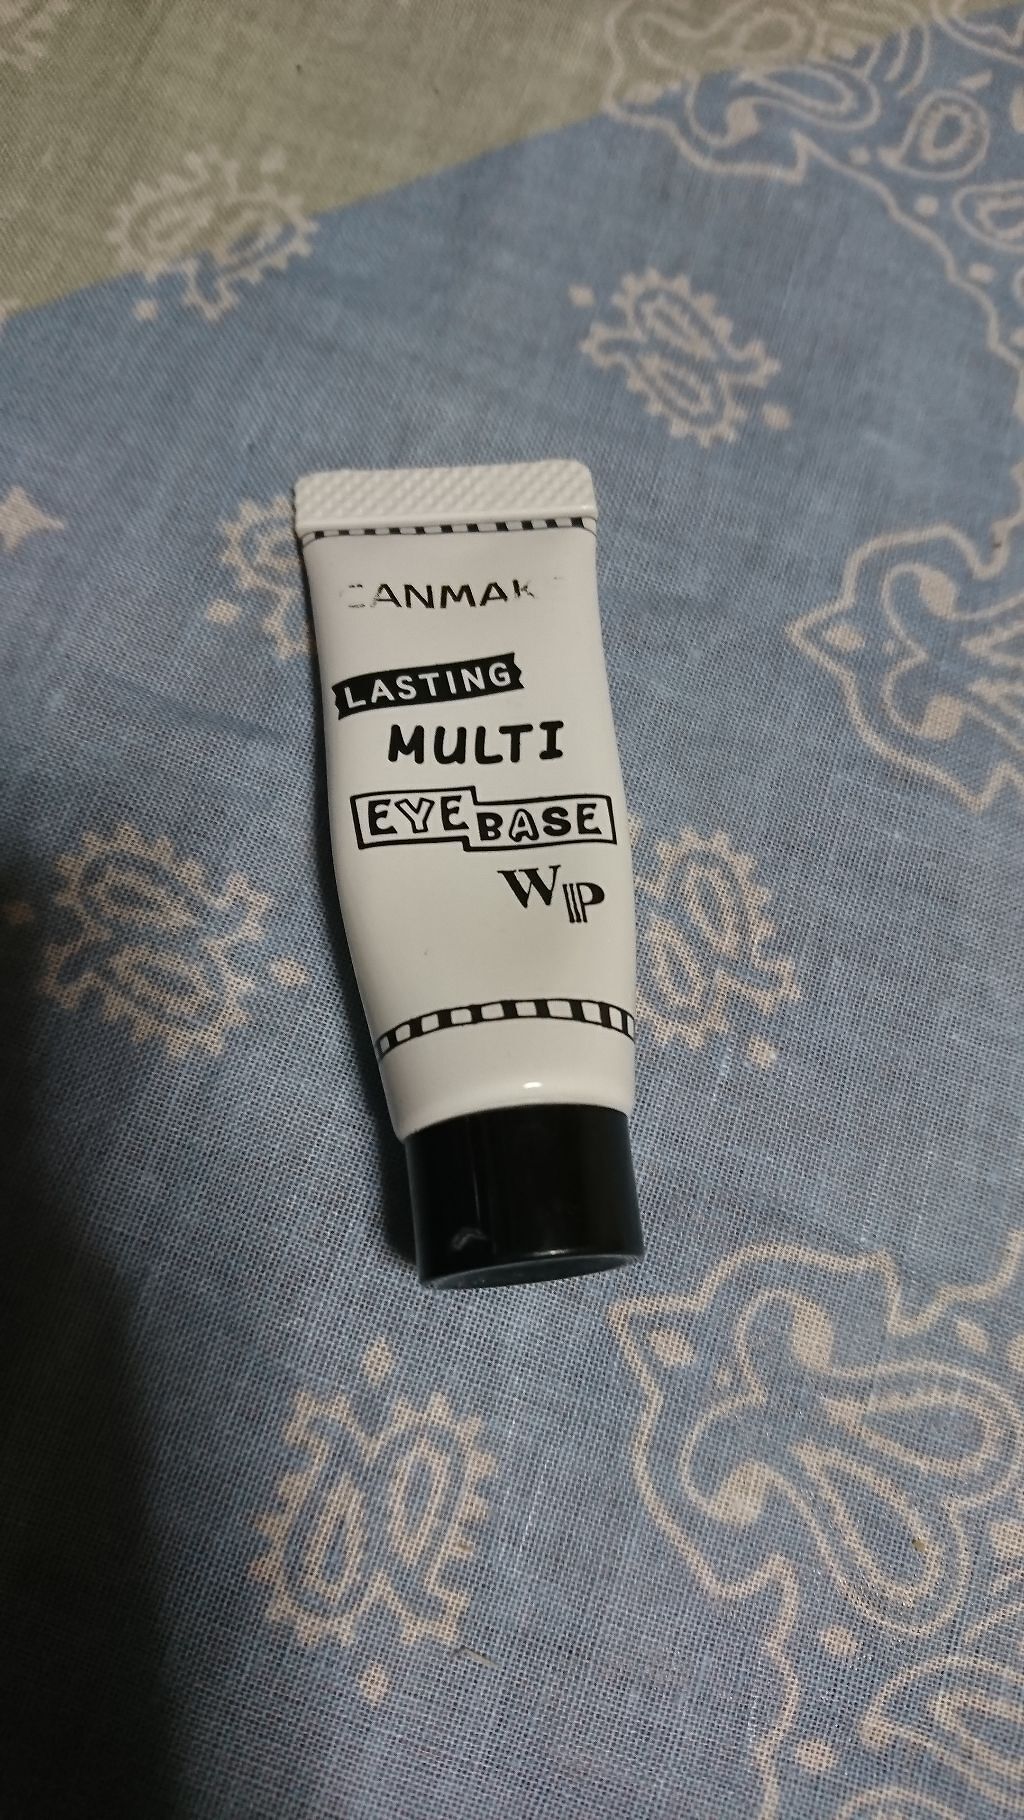 CANMAK
LASTING
MULTI
EYE BASE
WP